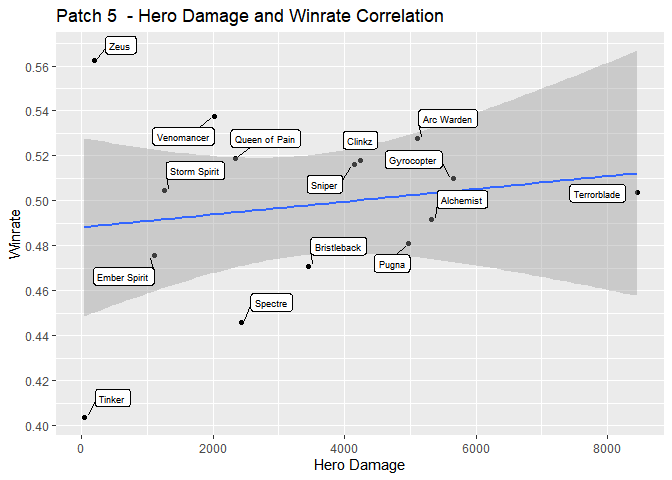 Patch 5  - Hero Damage and Winrate Correlation
Zeus
0.56
Arc Warden
0.54
Venomancer
Queen of Pain
Clinkz
Gyrocopter
0.52
Storm Spirit
Sniper
Terrorblade
Alchemist
0.50
Winrate
Bristleback
0.48
Pugna
Ember Spirit
0.46
Spectre
0.44
0.42
Tinker
0.40
0
2000
4000
6000
8000
Hero Damage